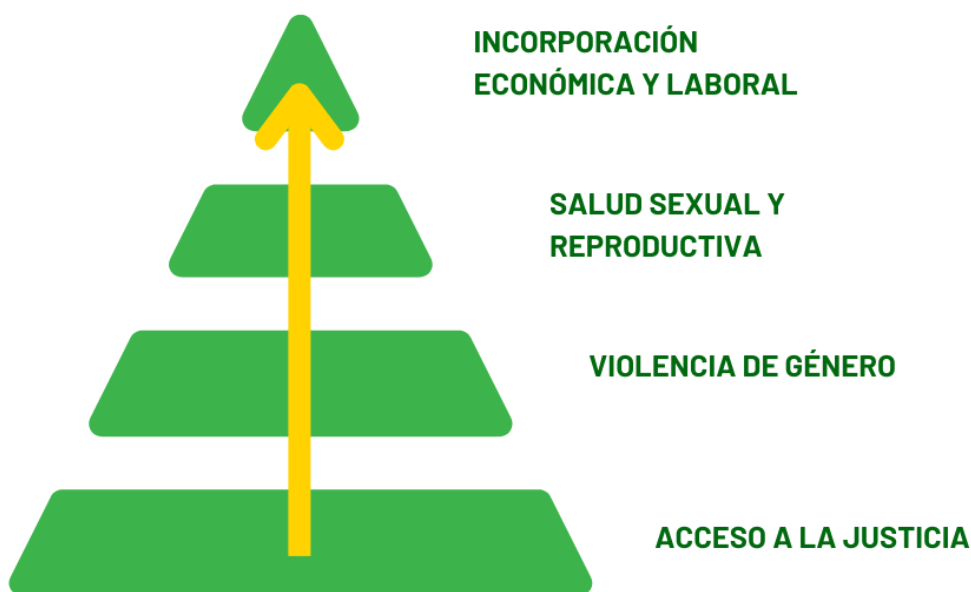 INCORPORACIÓN
ECONÓMICA Y LABORAL
SALUD SEXUAL Y
REPRODUCTIVA
VIOLENCIA DE GÉNERO
ACCESO A LA JUSTICIA